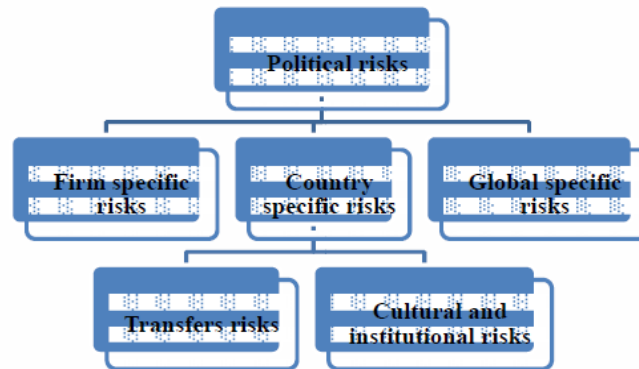 Political risks
Firm specific
risks
Country
specific risks
Global specific
risks
Transfers risks
Cultural and
institutional risks